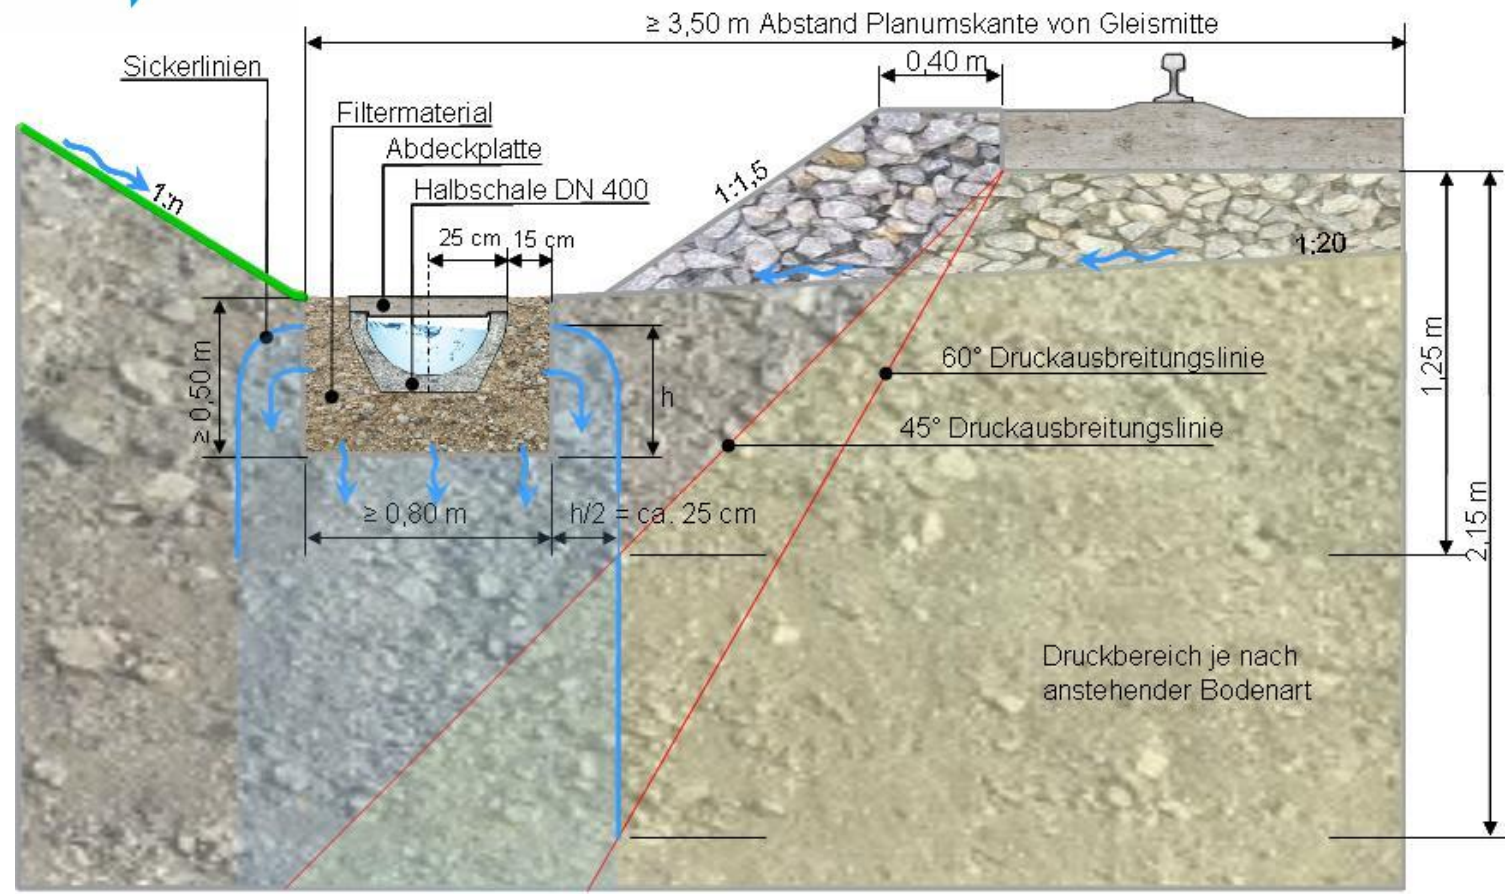 ≥ 3,50 m Abstand Planumskante von Gleismitte
Sickerlinien
0,40 m
Filtermaterial
Abdeckplatte
Halbschale DN 400
1:n
1:1,5
25 cm
15 cm
1:20
≥ 0,50 m
h
60° Druckausbreitungslinie
1,25 m
45° Druckausbreitungslinie
2,15 m
≥ 0,80 m
h/2 = ca. 25 cm
Druckbereich je nach
anstehender Bodenart